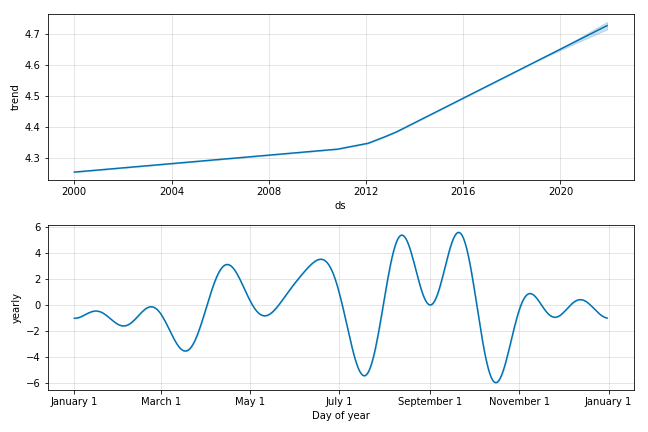 4.7
4.6
4.5
4.4
4.3
trend
2000 2004 2008 2012 2016 2020
ds
6
4
2
0
−2
−4
−6
yearly
January 1 March 1 May 1 July 1 September 1 November 1 January 1
Day of year